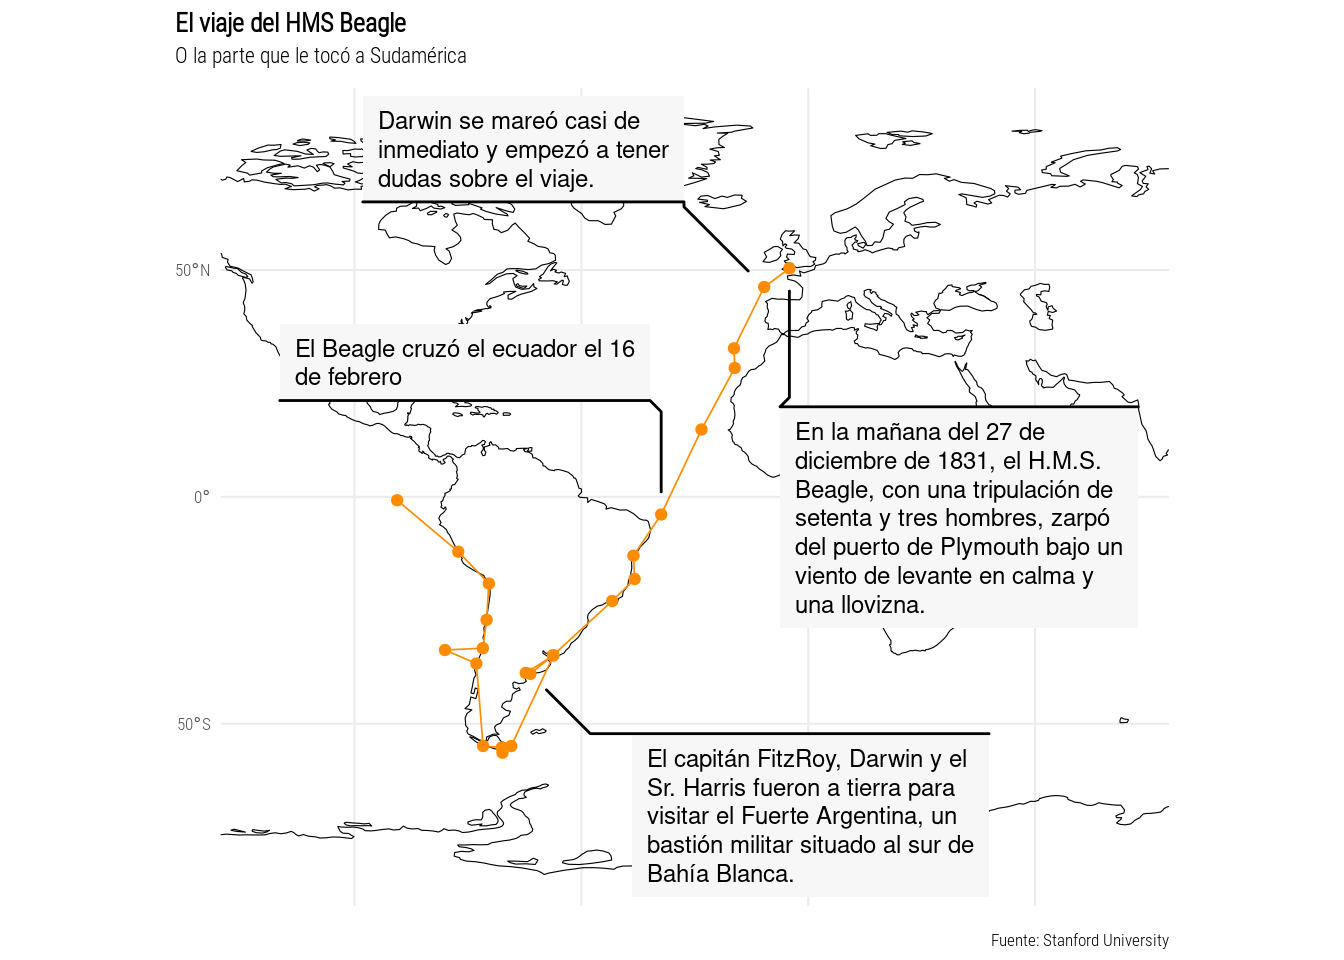 El viaje del HMS Beagle
O la parte que le tocó a Sudamérica
Darwin se mareó casi de
inmediato y empezó a tener
dudas sobre el viaje.
50°N
El Beagle cruzó el ecuador el 16
de febrero
En la mañana del 27 de
diciembre de 1831, el H.M.S.
Beagle, con una tripulación de
setenta y tres hombres, zarpó
del puerto de Plymouth bajo un
viento de levante en calma y
una llovizna.
0°
50°S
El capitán FitzRoy, Darwin y el
Sr. Harris fueron a tierra para
visitar el Fuerte Argentina, un
bastión militar situado al sur de
Bahía Blanca.
Fuente: Stanford University